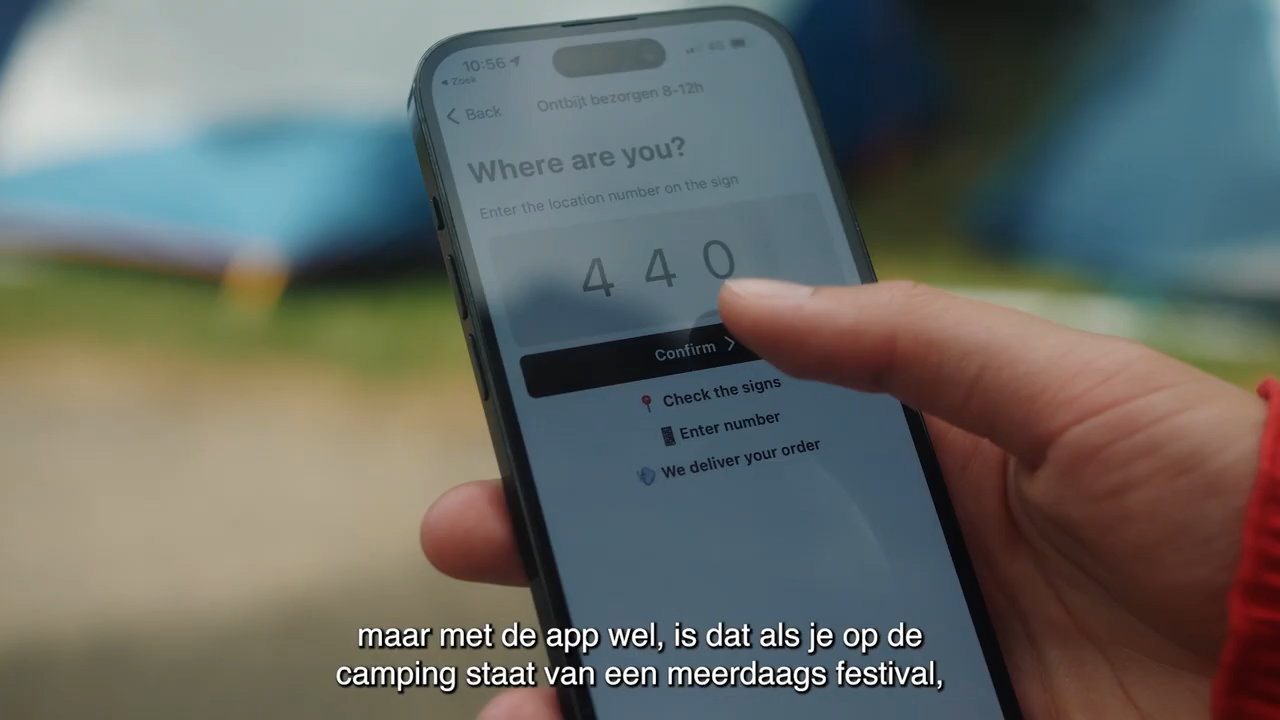 10:56
4G
Zoek
Back
Ontbijt bezorgen 8-12h
Where are you?
Enter the location number on the sign
4 4 0
Confirm
Check the signs
Enter number
We deliver your order
maar met de app wel, is dat als je op de
camping staat van een meerdaags festival,